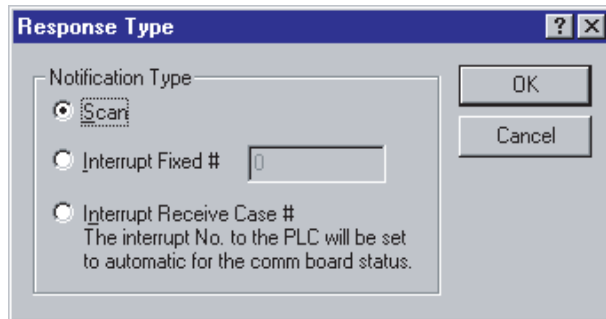 Response Type
Notification Type
Scan
Interrupt Fixed #
0
Interrupt Receive Case #
The interrupt No. to the PLC will be set
to automatic for the comm board status.
OK
Cancel